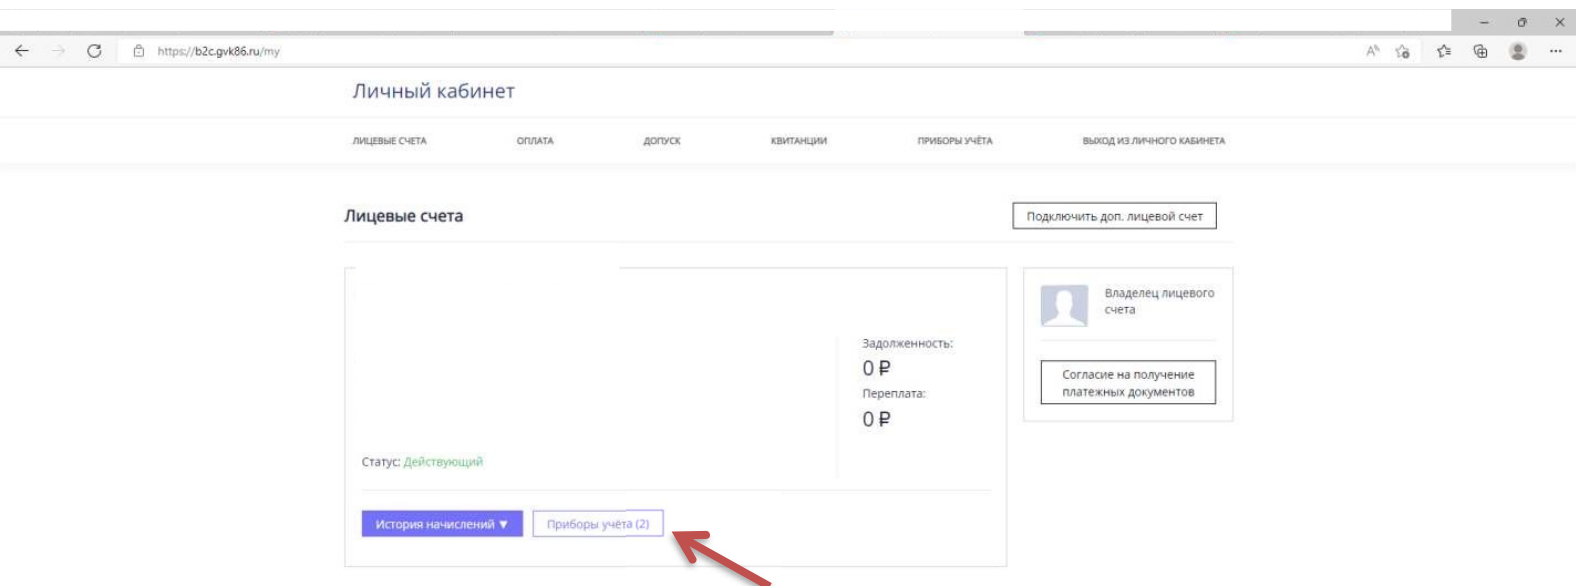 https://b2c.gvk86.ru/my
Личный кабинет
ЛИЦЕВЫЕ СЧЕТА ОПЛАТА ДОПУСК КВИТАНЦИИ ПРИБОРЫ УЧЁТА ВЫХОД ИЗ ЛИЧНОГО КАБИНЕТА
Лицевые счета
Подключить доп. лицевой счет
Владелец лицевого
счета
Задолженность:
0 ₽
Переплата:
0 ₽
Согласие на получение
платежных документов
Статус: Действующий
История начислений ▼
Приборы учёта (2)